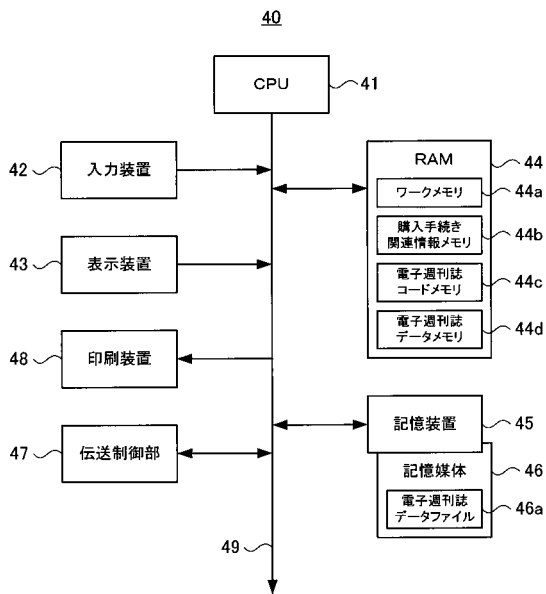 40
CPU
41
42
入力装置
RAM
44
ワークメモリ
44a
購入手続き
関連情報メモリ
44b
43
表示装置
電子週刊誌
コードメモリ
44c
電子週刊誌
データメモリ
44d
48
印刷装置
記憶装置
45
47
伝送制御部
記憶媒体
46
電子週刊誌
データファイル
46a
49